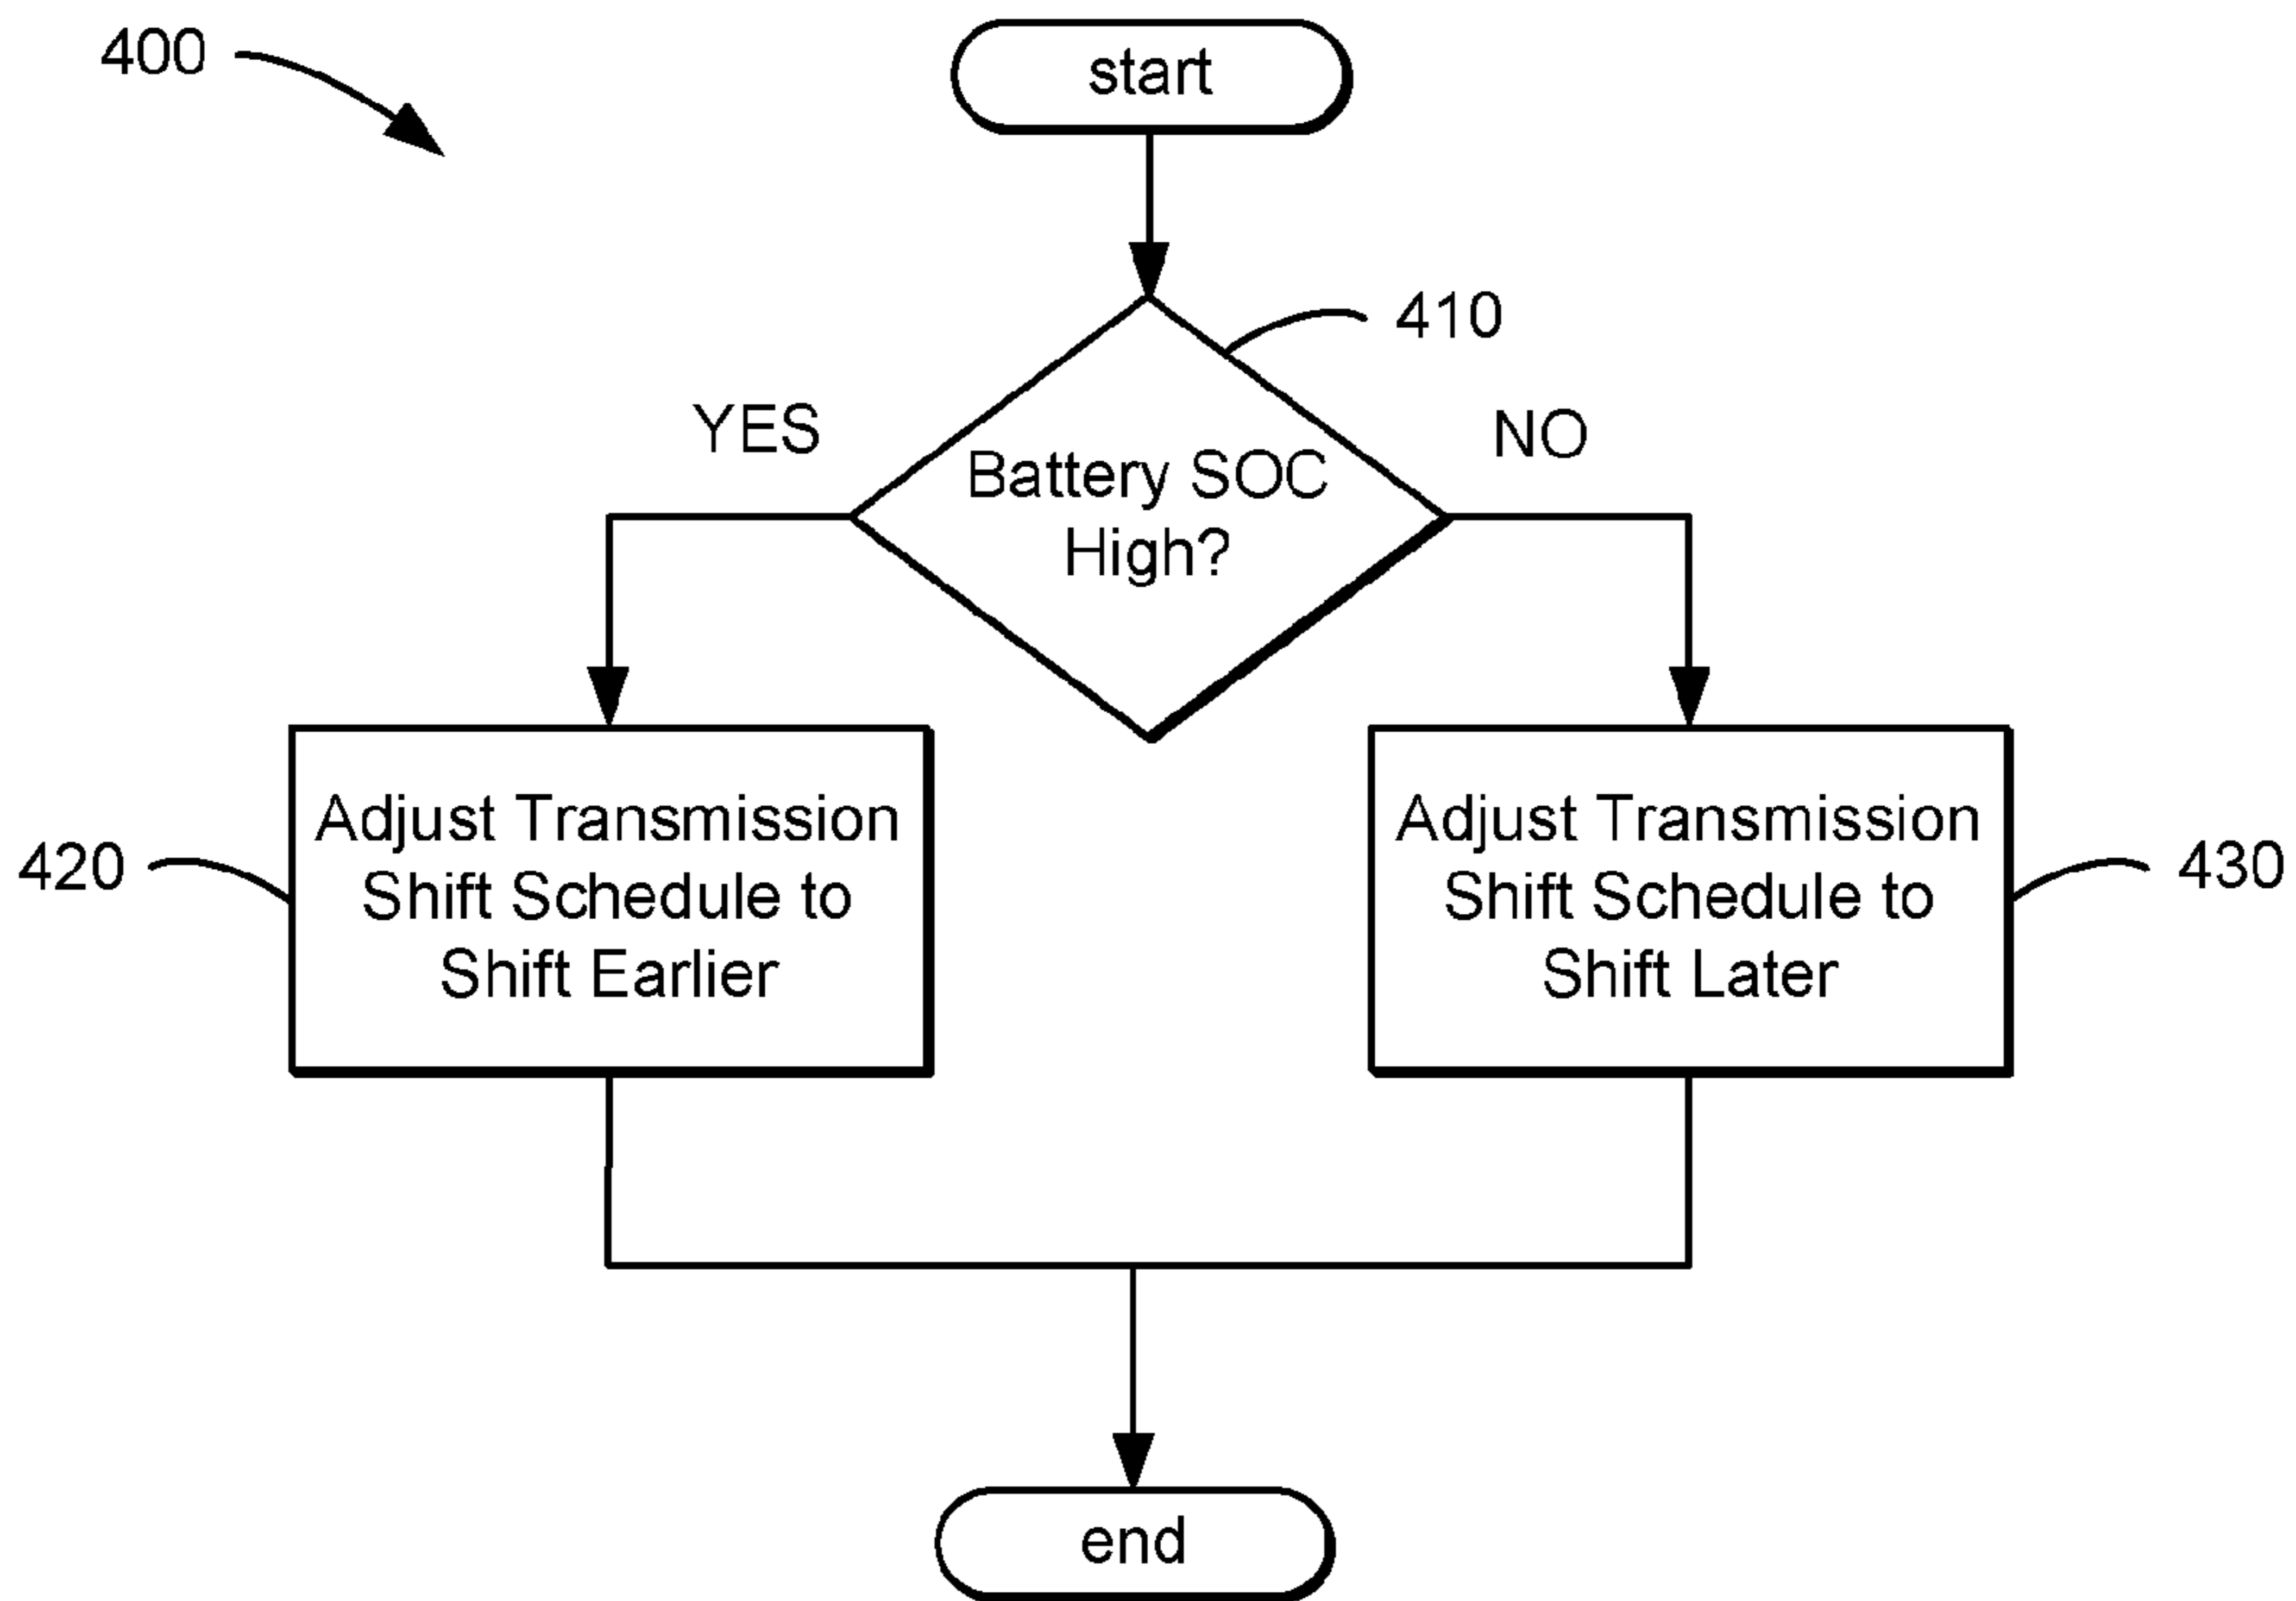 400
start
410
YES
NO
Battery SOC
High?
420
Adjust Transmission
Shift Schedule to
Shift Earlier
Adjust Transmission
Shift Schedule to
Shift Later
430
end